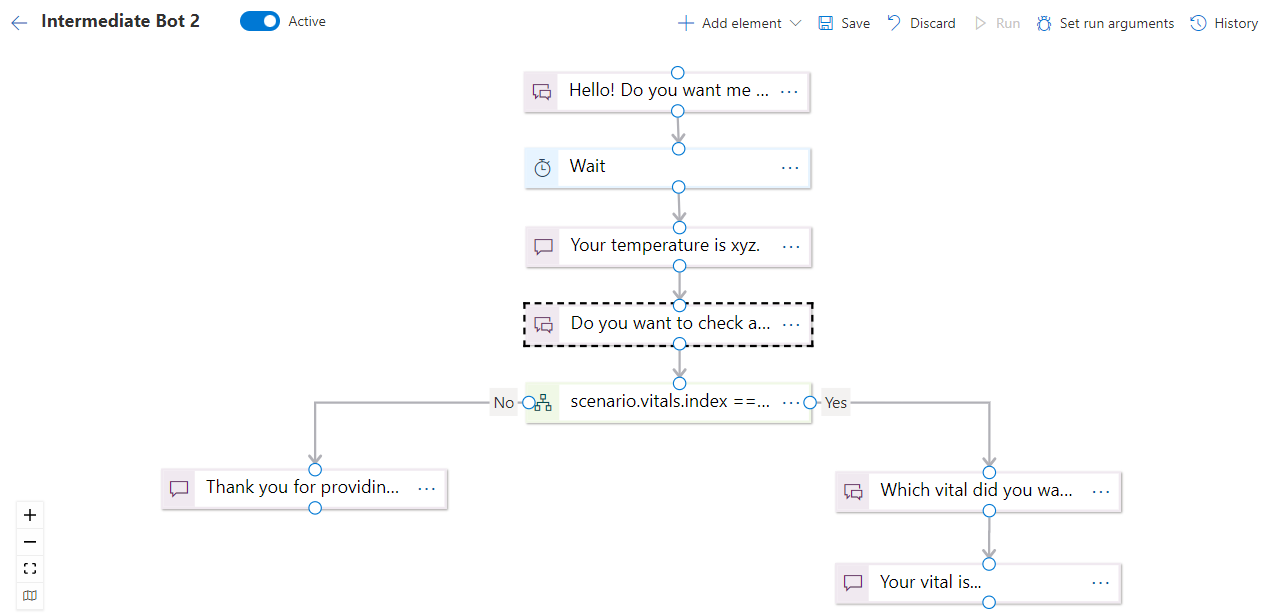 Intermediate Bot 2
Active
Add element
Save
Discard
Run
Set run arguments
History
Hello! Do you want me ...
Wait
Your temperature is xyz.
Do you want to check a...
No
scenario.vitals.index ==...
Yes
Thank you for providin...
Which vital did you wa...
Your vital is...